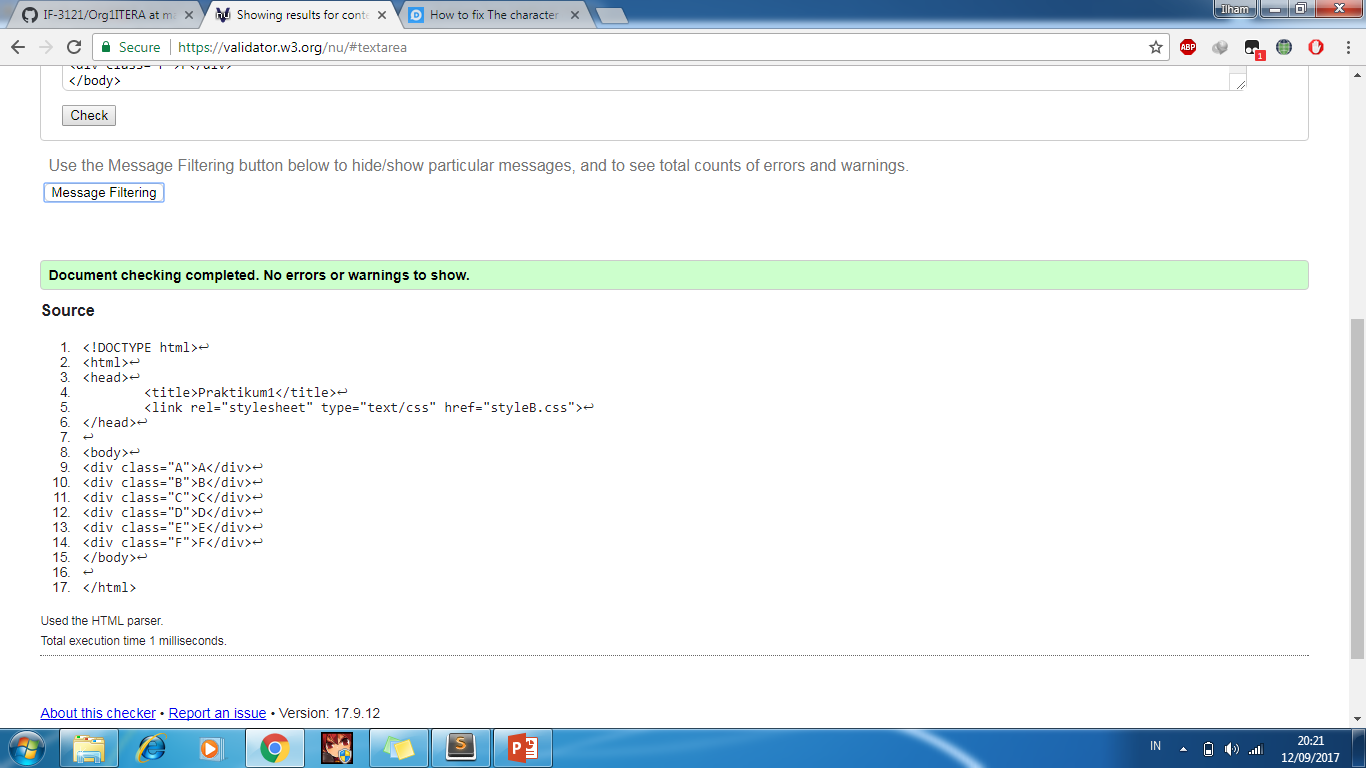 IF-3121/Org1ITERA at ma
Showing results for conte
How to fix The character
Ilham
Secure
https://validator.w3.org/nu/#textarea
ABP
1
</body>
Check
Use the Message Filtering button below to hide/show particular messages, and to see total counts of errors and warnings.
Message Filtering
Document checking completed. No errors or warnings to show.
Source
1. <!DOCTYPE html>↩
2. <html>↩
3. <head>↩
4. <title>Praktikum1</title>↩
5. <link rel="stylesheet" type="text/css" href="styleB.css">↩
6. </head>↩
7. ↩
8. <body>↩
9. <div class="A">A</div>↩
10. <div class="B">B</div>↩
11. <div class="C">C</div>↩
12. <div class="D">D</div>↩
13. <div class="E">E</div>↩
14. <div class="F">F</div>↩
15. </body>↩
16. ↩
17. </html>
Used the HTML parser.
Total execution time 1 milliseconds.
About this checker • Report an issue • Version: 17.9.12
IN
20:21
12/09/2017